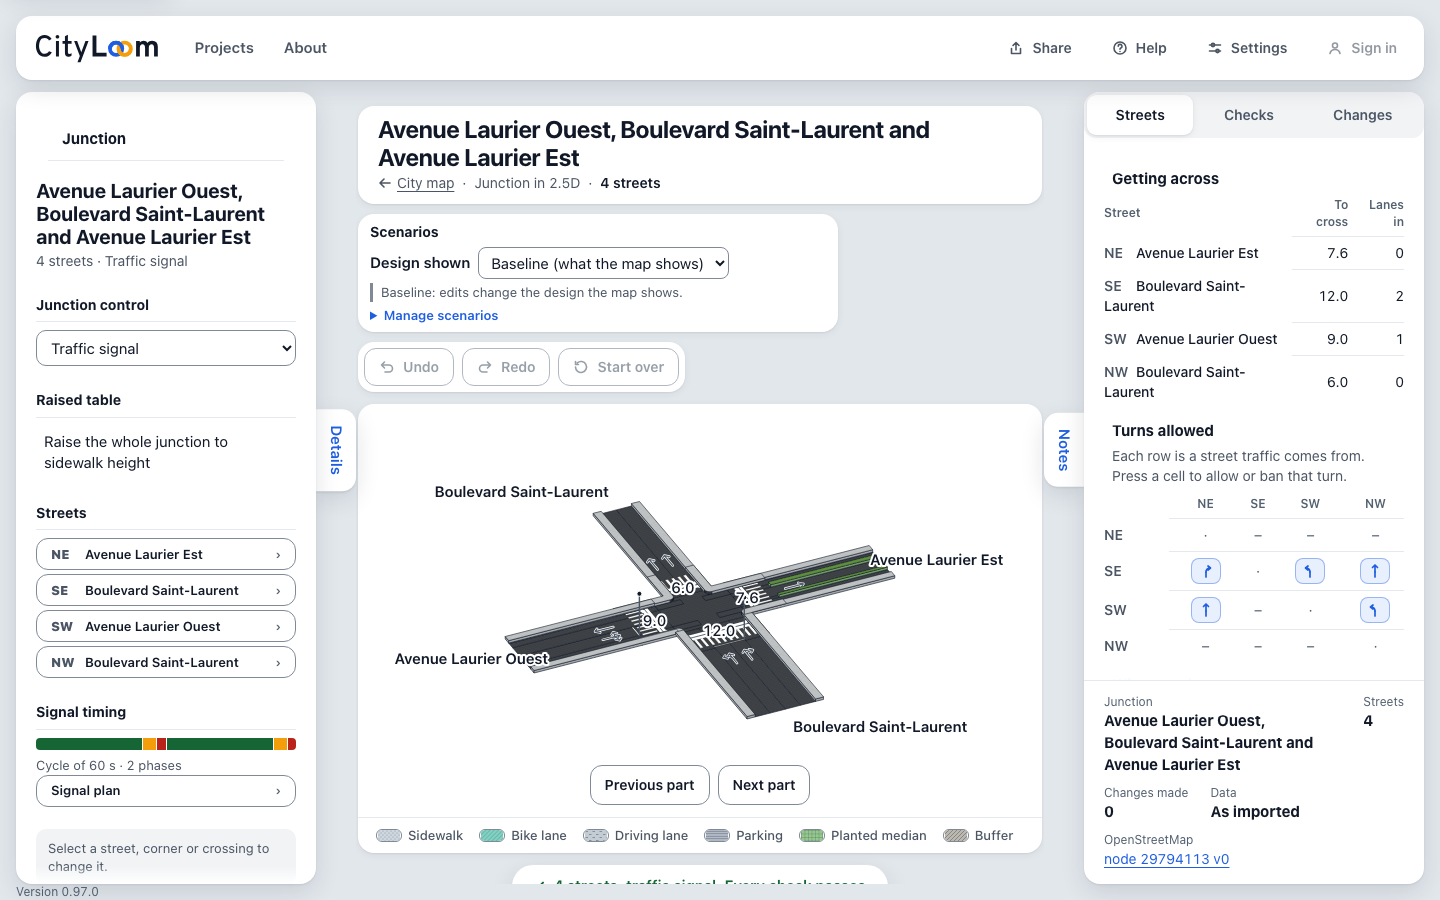 CityLoom
Projects
About
Share
Help
Settings
Sign in
Junction
Avenue Laurier Ouest,
Boulevard Saint-Laurent
and Avenue Laurier Est
4 streets · Traffic signal
Junction control
Traffic signal
Raised table
Raise the whole junction to
sidewalk height
Streets
NE Avenue Laurier Est ›
SE Boulevard Saint-Laurent ›
SW Avenue Laurier Ouest ›
NW Boulevard Saint-Laurent ›
Signal timing
Cycle of 60 s · 2 phases
Signal plan ›
Select a street, corner or crossing to
change it.
Version 0.97.0
Details
Avenue Laurier Ouest, Boulevard Saint-Laurent and
Avenue Laurier Est
← City map · Junction in 2.5D · 4 streets
Scenarios
Design shown Baseline (what the map shows)
Baseline: edits change the design the map shows.
▶ Manage scenarios
Undo
Redo
Start over
Boulevard Saint-Laurent
Avenue Laurier Est
6.0
7.6
9.0
12.0
Avenue Laurier Ouest
Boulevard Saint-Laurent
Previous part
Next part
Sidewalk
Bike lane
Driving lane
Parking
Planted median
Buffer
4 streets, traffic signal. Every check passes
Notes
Streets
Checks
Changes
Getting across
Street To cross Lanes in
NE Avenue Laurier Est 7.6 0
SE Boulevard Saint-Laurent 12.0 2
SW Avenue Laurier Ouest 9.0 1
NW Boulevard Saint-Laurent 6.0 0
Turns allowed
Each row is a street traffic comes from.
Press a cell to allow or ban that turn.
NE SE SW NW
NE · – – –
SE ·
SW – ·
NW – – – ·
Junction
Avenue Laurier Ouest,
Boulevard Saint-Laurent and
Avenue Laurier Est
Streets
4
Changes made
0
Data
As imported
OpenStreetMap
node 29794113 v0